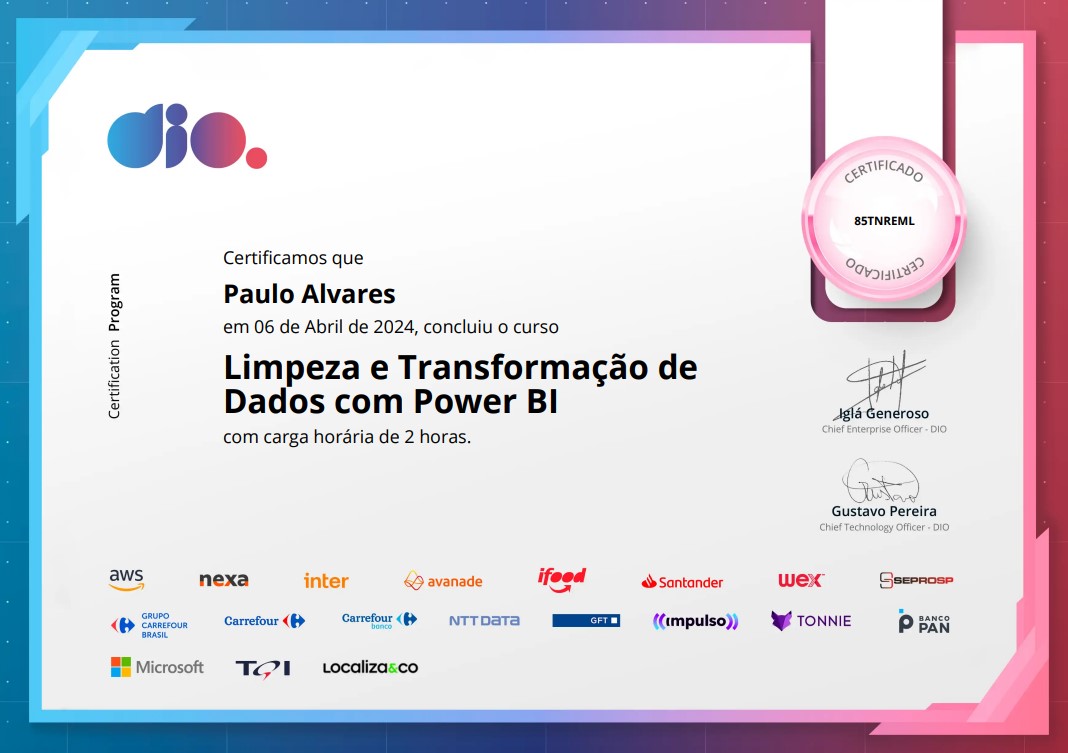 dio.
CERTIFICADO
85TNREML
CERTIFICADO
Certification Program
Certificamos que
Paulo Alvares
em 06 de Abril de 2024, concluiu o curso
Limpeza e Transformação de
Dados com Power BI
com carga horária de 2 horas.
Iglá Generoso
Chief Enterprise Officer - DIO
Gustavo Pereira
Chief Technology Officer - DIO
aws nexa inter avanade ifood Santander wex SEPROSP
GRUPO
CARREFOUR
BRASIL
Carrefour
Carrefour
banco
NTT DATA
GFT
((ımpulso))
TONNIE
BANCO
PAN
Microsoft TQI Localiza&co